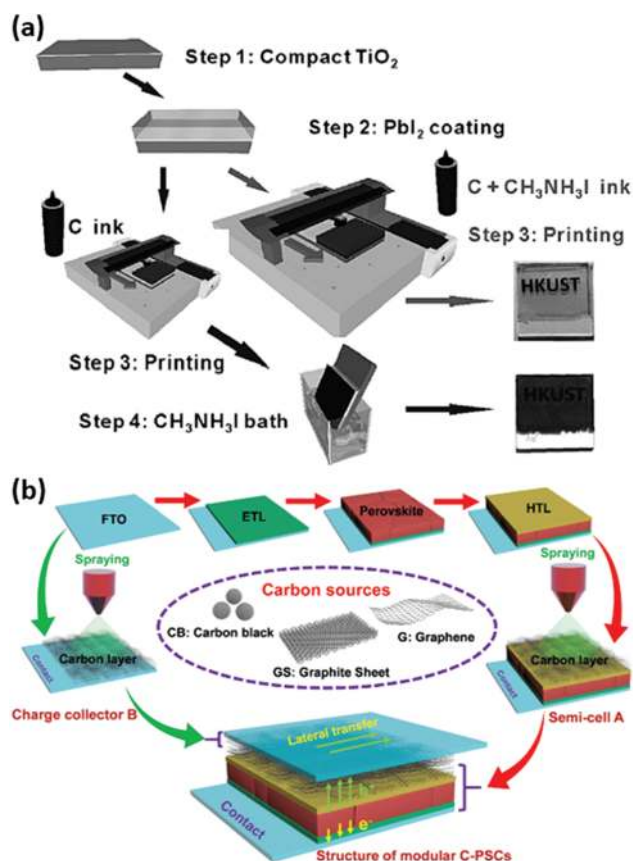 (a)
Step 1: Compact TiO2
Step 2: PbI2 coating
C ink
C + CH3NH3I ink
Step 3: Printing
HKUST
Step 3: Printing
Step 4: CH3NH3I bath
HKUST
(b)
FTO
ETL
Perovskite
HTL
Spraying
Spraying
Carbon sources
CB: Carbon black
G: Graphene
GS: Graphite Sheet
Carbon layer
Contact
Carbon layer
Contact
Charge collector B
Semi-cell A
Lateral transfer
h+
e-
Contact
Structure of modular C-PSCs